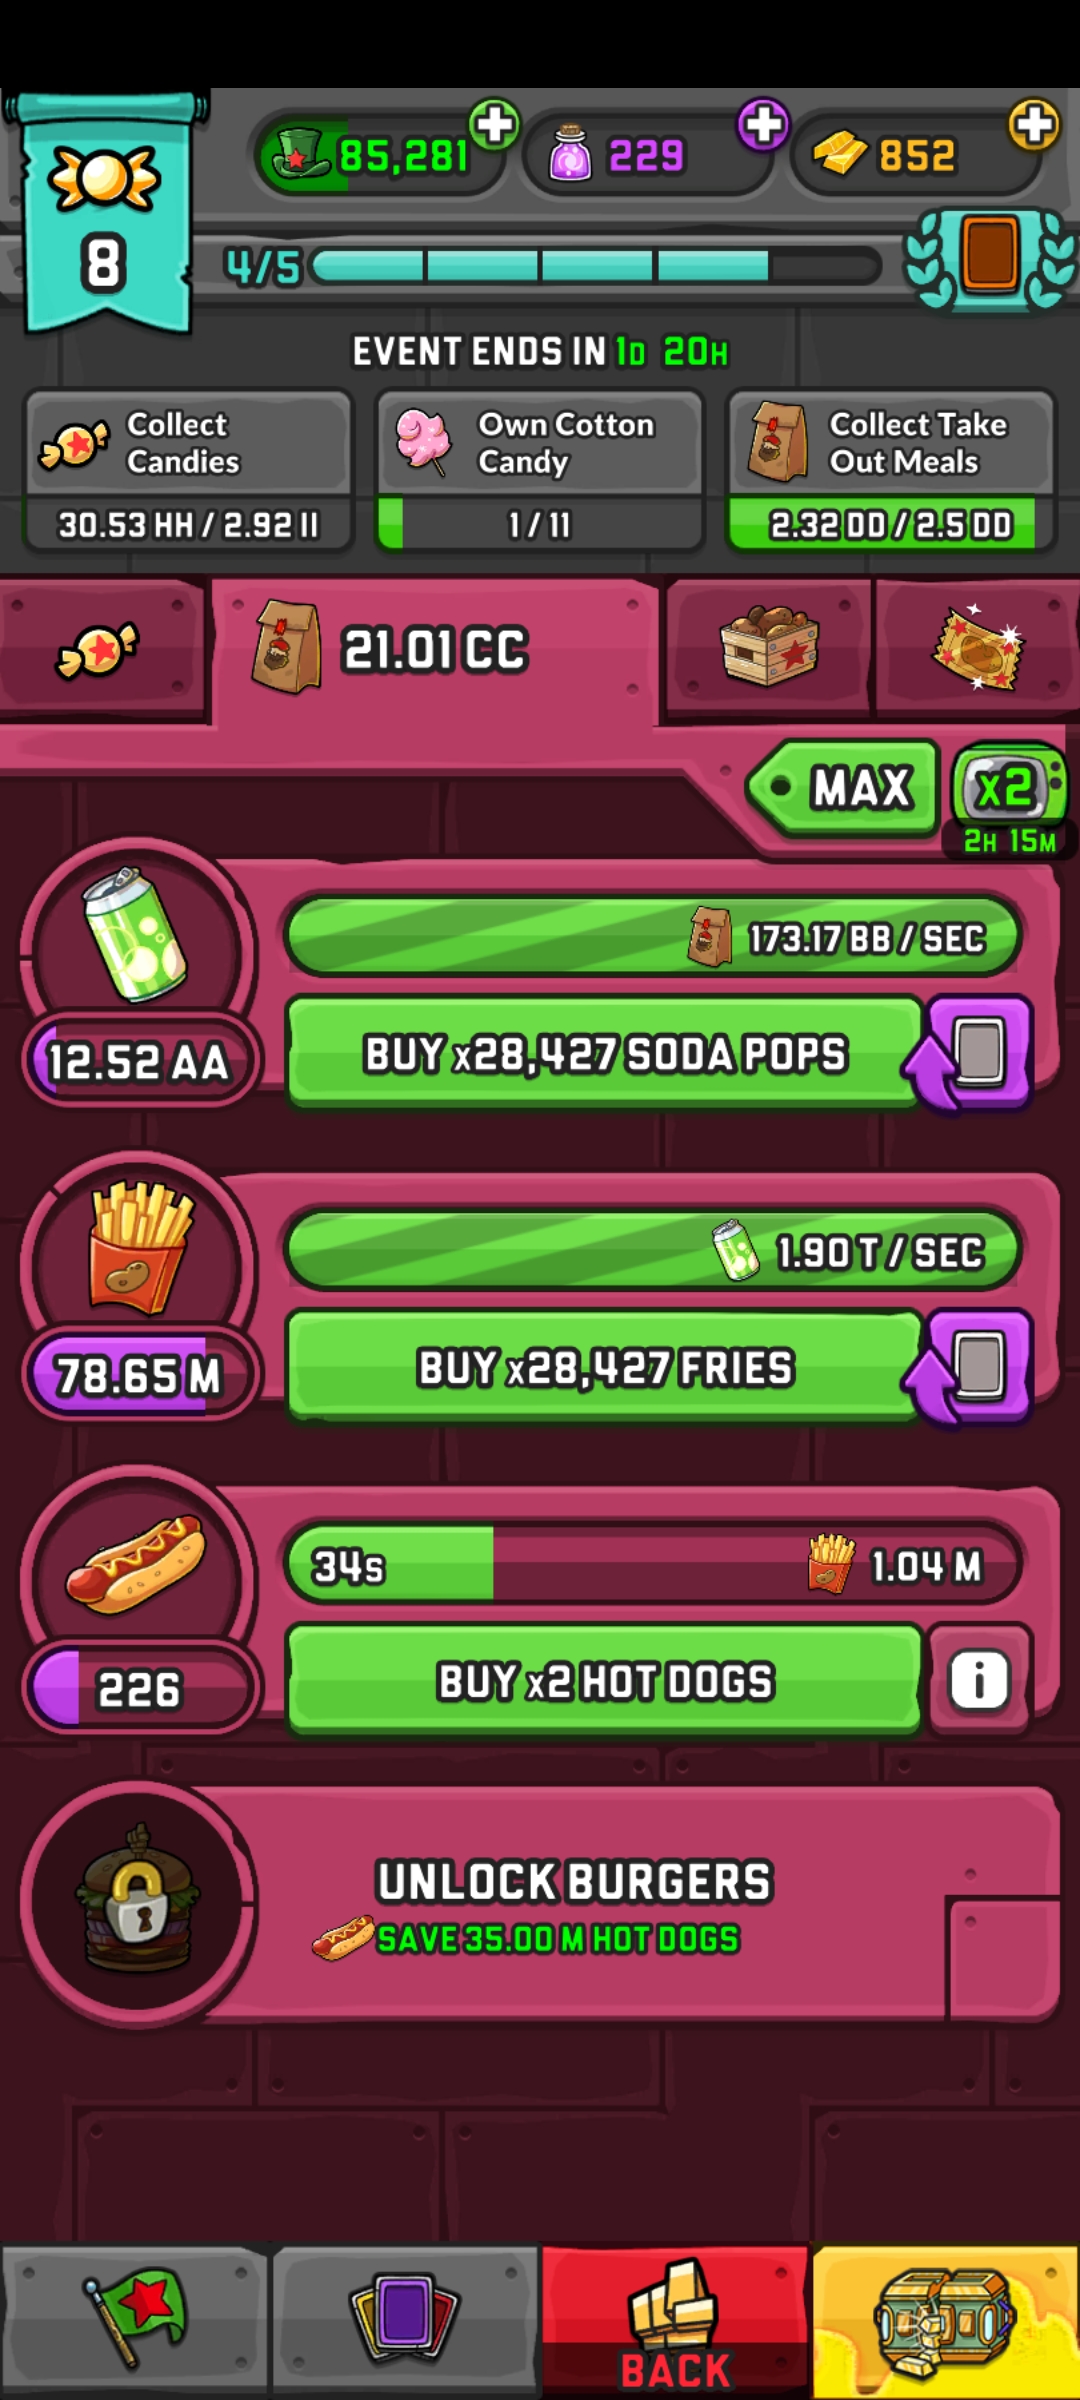 85,281
229
852
8
4/5
EVENT ENDS IN 1D 20H
Collect
Candies
30.53 HH / 2.92 II
Own Cotton
Candy
1 / 11
Collect Take
Out Meals
2.32 DD / 2.5 DD
21.01 CC
MAX
x2
2H 15M
173.17 BB / SEC
12.52 AA
BUY x28,427 SODA POPS
1.90 T / SEC
78.65 M
BUY x28,427 FRIES
34s
1.04 M
226
BUY x2 HOT DOGS
i
UNLOCK BURGERS
SAVE 35.00 M HOT DOGS
BACK